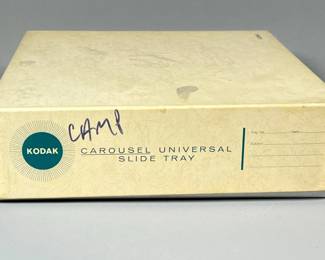 CAMP
KODAK
CAROUSEL UNIVERSAL
SLIDE TRAY